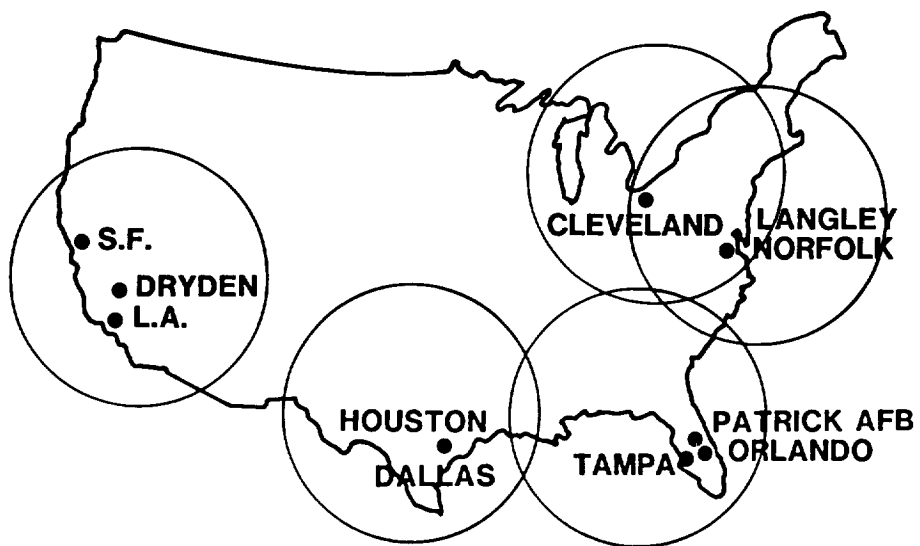 CLEVELAND
LANGLEY
NORFOLK
S.F.
DRYDEN
L.A.
HOUSTON
DALLAS
TAMPA
PATRICK AFB
ORLANDO